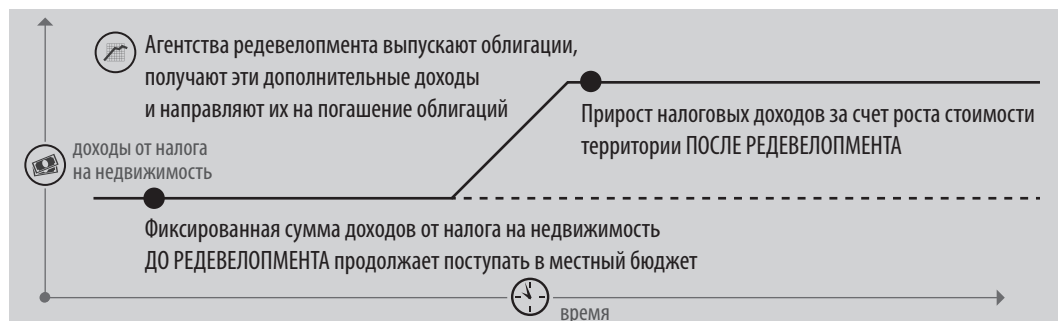 Агентства редевелопмента выпускают облигации,
получают эти дополнительные доходы
и направляют их на погашение облигаций
Прирост налоговых доходов за счет роста стоимости
территории ПОСЛЕ РЕДЕВЕЛОПМЕНТА
доходы от налога
на недвижимость
Фиксированная сумма доходов от налога на недвижимость
ДО РЕДЕВЕЛОПМЕНТА продолжает поступать в местный бюджет
время